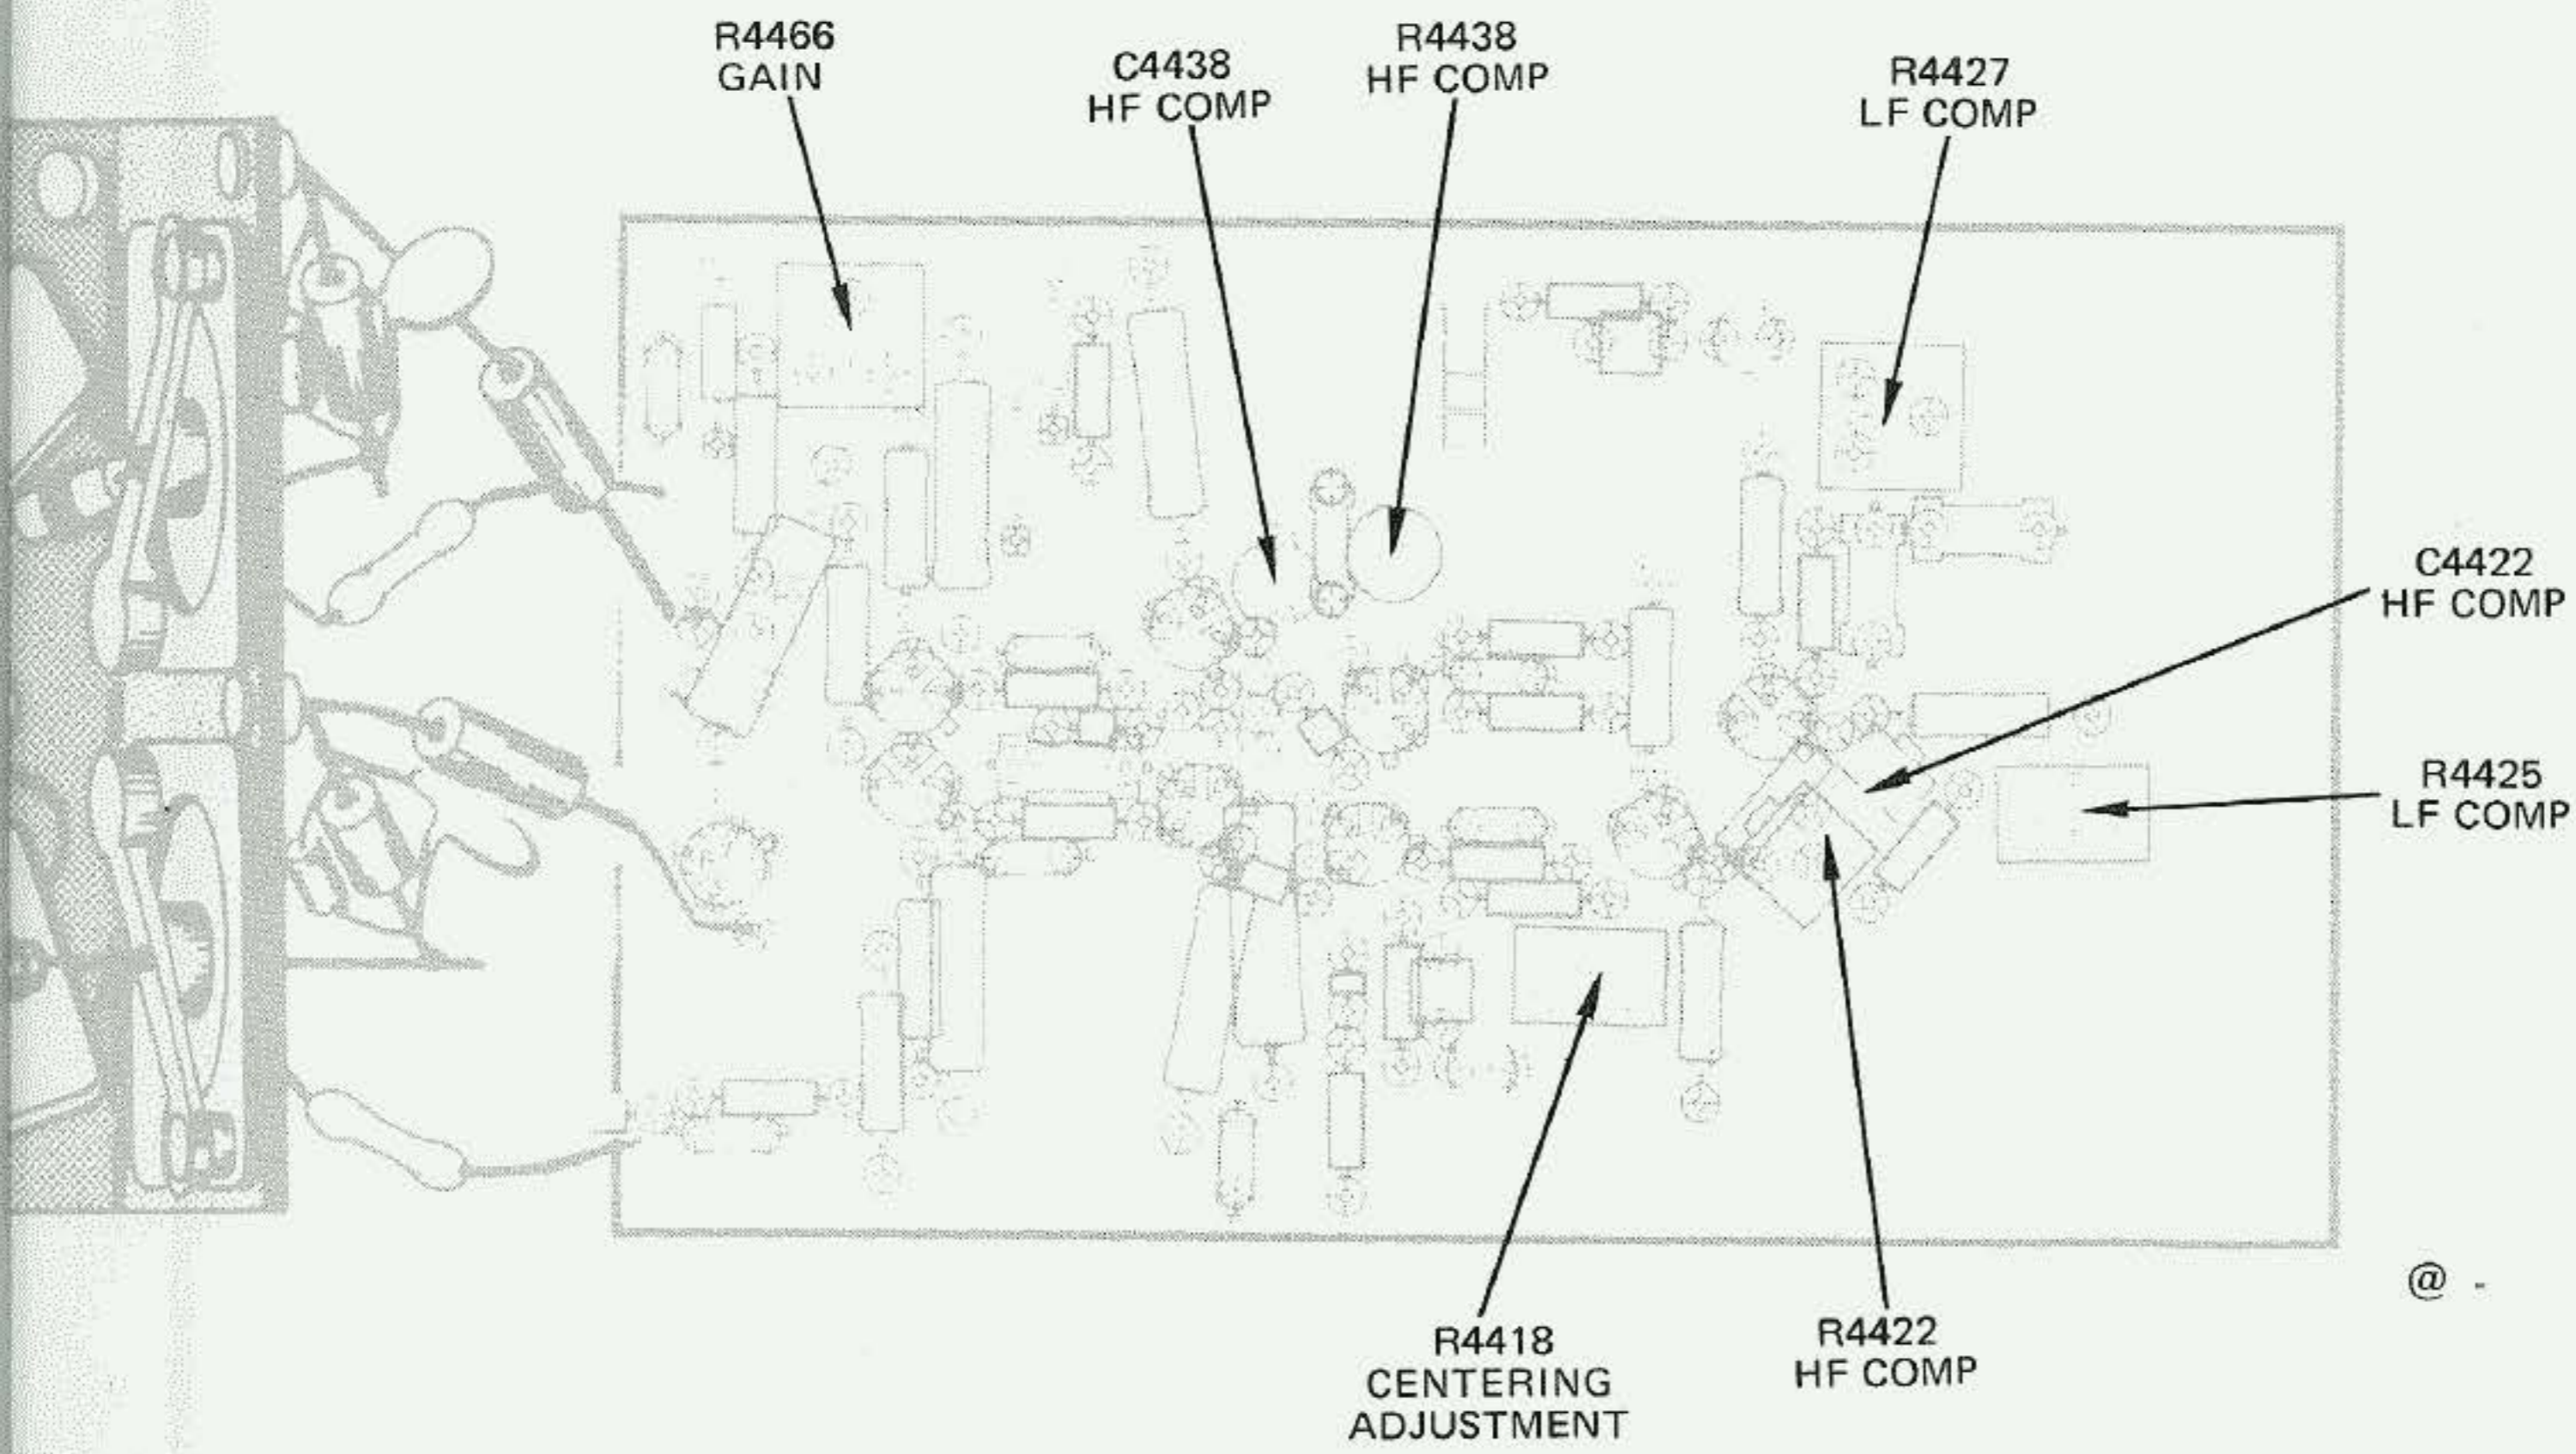 R4466
GAIN
C4438
HF COMP
R4438
HF COMP
R4427
LF COMP
C4422
HF COMP
R4425
LF COMP
@ -
R4418
CENTERING
ADJUSTMENT
R4422
HF COMP